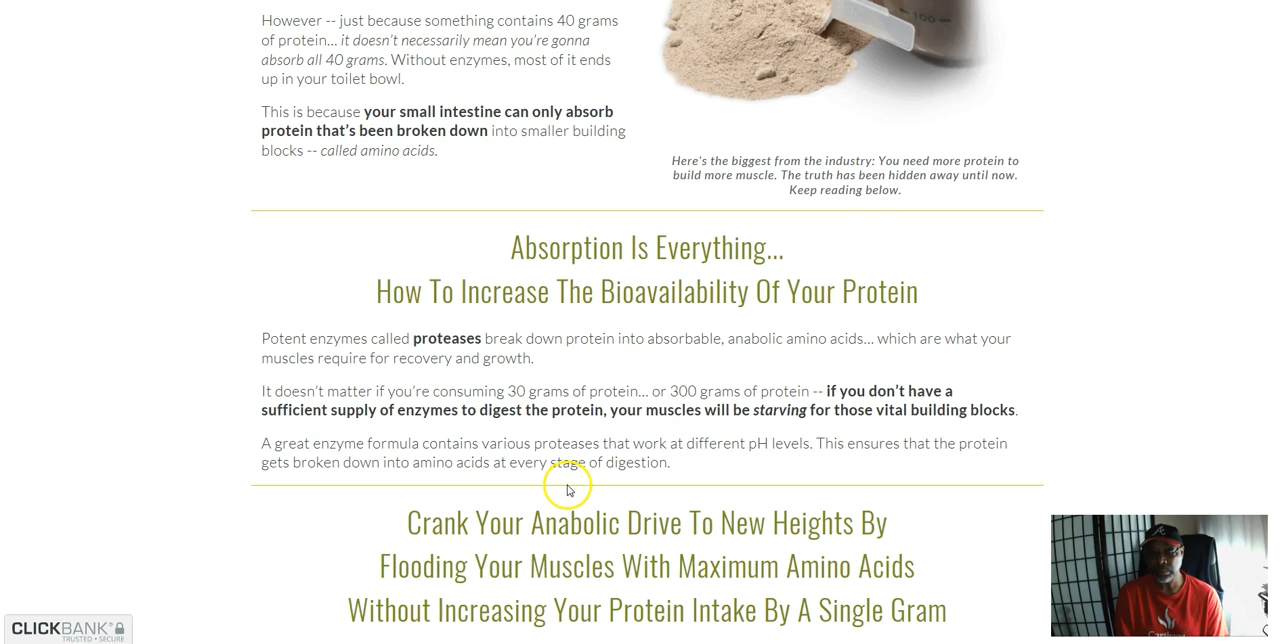 However -- just because something contains 40 grams
of protein... it doesn't necessarily mean you're gonna
absorb all 40 grams. Without enzymes, most of it ends
up in your toilet bowl.
This is because your small intestine can only absorb
protein that's been broken down into smaller building
blocks -- called amino acids.
100
Here's the biggest from the industry: You need more protein to
build more muscle. The truth has been hidden away until now.
Keep reading below.
Absorption Is Everything...
How To Increase The Bioavailability Of Your Protein
Potent enzymes called proteases break down protein into absorbable, anabolic amino acids... which are what your
muscles require for recovery and growth.
It doesn't matter if you're consuming 30 grams of protein... or 300 grams of protein -- if you don't have a
sufficient supply of enzymes to digest the protein, your muscles will be starving for those vital building blocks.
A great enzyme formula contains various proteases that work at different pH levels. This ensures that the protein
gets broken down into amino acids at every stage of digestion.
Crank Your Anabolic Drive To New Heights By
Flooding Your Muscles With Maximum Amino Acids
Without Increasing Your Protein Intake By A Single Gram
CLICKBANK®
TRUSTED • SECURE
A